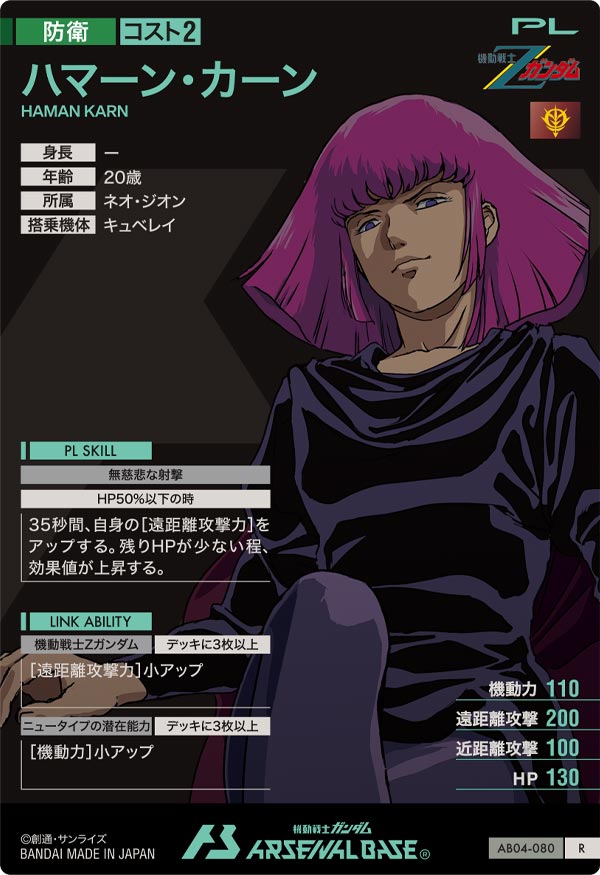 防衛 コスト2
PL
ハマーン・カーン
HAMAN KARN
機動戦士
Zガンダム
身長 ー
年齢 20歳
所属 ネオ・ジオン
搭乗機体 キュベレイ
PL SKILL
無慈悲な射撃
HP50%以下の時
35秒間、自身の[遠距離攻撃力]を
アップする。残りHPが少ない程、
効果値が上昇する。
LINK ABILITY
機動戦士Zガンダム デッキに3枚以上
[遠距離攻撃力]小アップ
ニュータイプの潜在能力 デッキに3枚以上
[機動力]小アップ
機動力 110
遠距離攻撃 200
近距離攻撃 100
HP 130
©創通・サンライズ
BANDAI MADE IN JAPAN
機動戦士ガンダム
AB ARSENAL BASE®
AB04-080 R